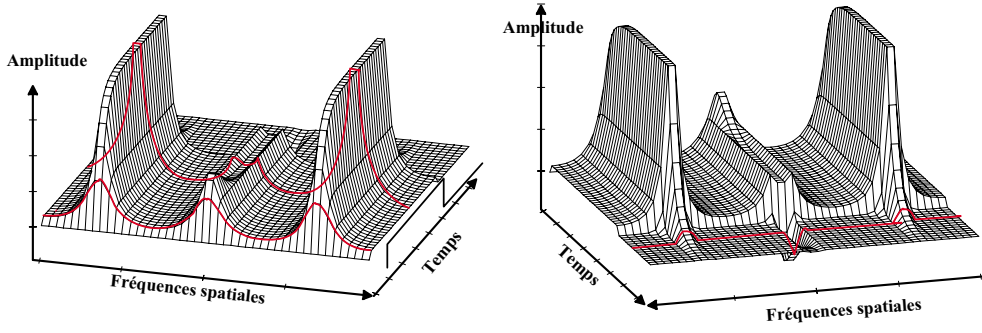 Amplitude
Fréquences spatiales
Temps
Amplitude
Temps
Fréquences spatiales